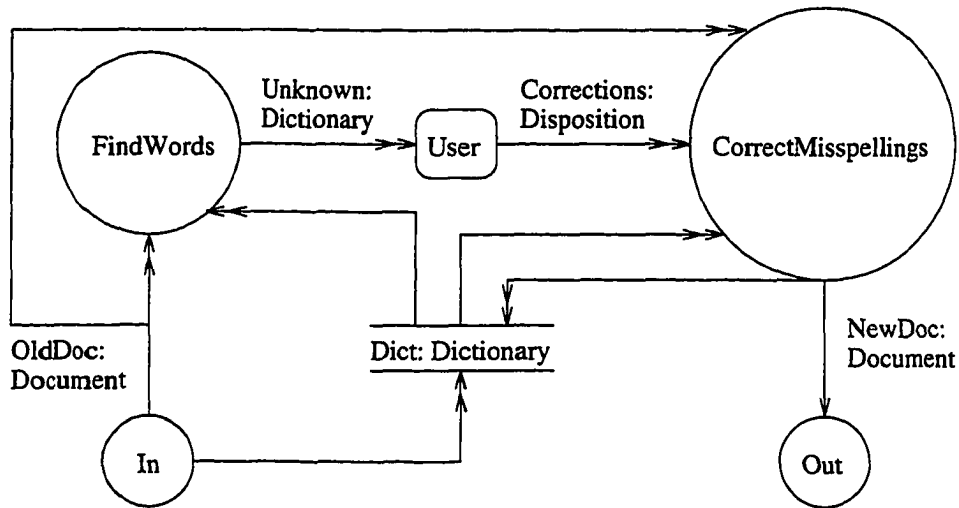 Unknown:
Dictionary
Corrections:
Disposition
FindWords
User
CorrectMisspellings
OldDoc:
Document
Dict: Dictionary
NewDoc:
Document
In
Out